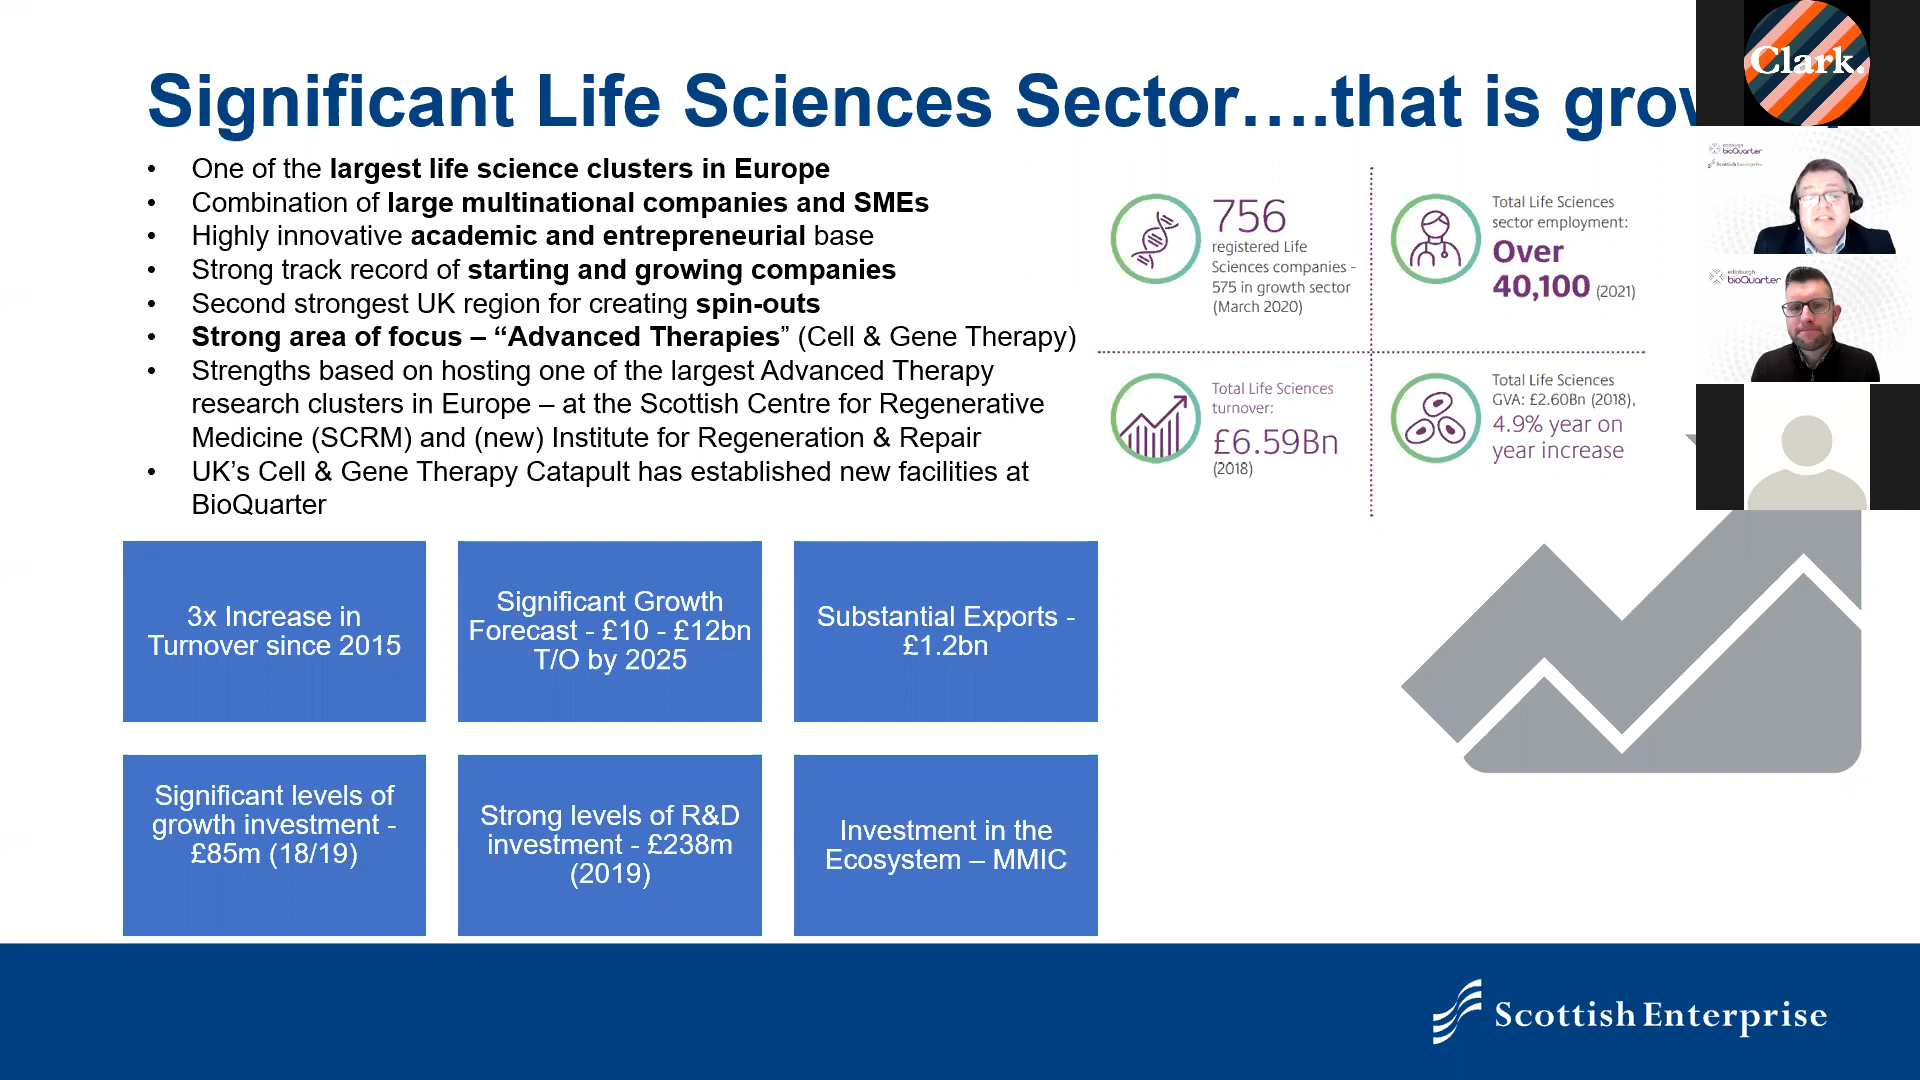 Significant Life Sciences Sector….that is grow
• One of the largest life science clusters in Europe
• Combination of large multinational companies and SMEs
• Highly innovative academic and entrepreneurial base
• Strong track record of starting and growing companies
• Second strongest UK region for creating spin-outs
• Strong area of focus – “Advanced Therapies” (Cell & Gene Therapy)
• Strengths based on hosting one of the largest Advanced Therapy
research clusters in Europe – at the Scottish Centre for Regenerative
Medicine (SCRM) and (new) Institute for Regeneration & Repair
• UK’s Cell & Gene Therapy Catapult has established new facilities at
BioQuarter
756
registered Life
Sciences companies -
575 in growth sector
(March 2020)
Total Life Sciences
sector employment:
Over
40,100 (2021)
Total Life Sciences
turnover:
£6.59Bn
(2018)
Total Life Sciences
GVA: £2.60Bn (2018),
4.9% year on
year increase
3x Increase in
Turnover since 2015
Significant Growth
Forecast - £10 - £12bn
T/O by 2025
Substantial Exports -
£1.2bn
Significant levels of
growth investment -
£85m (18/19)
Strong levels of R&D
investment - £238m
(2019)
Investment in the
Ecosystem – MMIC
Scottish Enterprise
Clark.
edinburgh
bioQuarter
Scottish Enterprise
edinburgh
bioQuarter